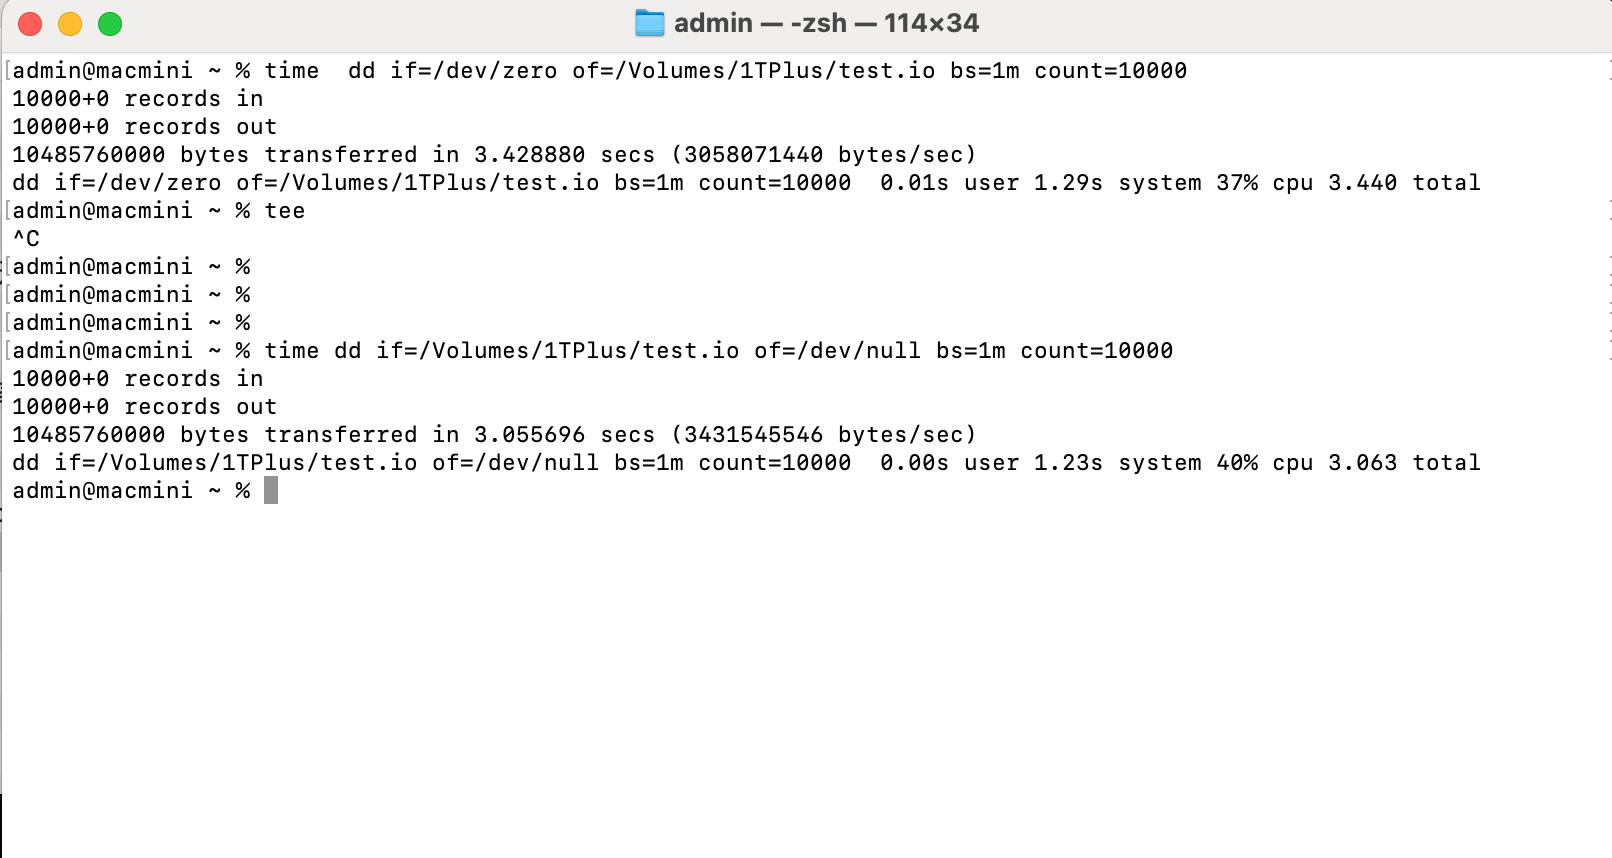 admin — -zsh — 114×34
[admin@macmini ~ % time  dd if=/dev/zero of=/Volumes/1TPlus/test.io bs=1m count=10000
10000+0 records in
10000+0 records out
10485760000 bytes transferred in 3.428880 secs (3058071440 bytes/sec)
dd if=/dev/zero of=/Volumes/1TPlus/test.io bs=1m count=10000  0.01s user 1.29s system 37% cpu 3.440 total
[admin@macmini ~ % tee
^C
[admin@macmini ~ %
[admin@macmini ~ %
[admin@macmini ~ %
[admin@macmini ~ % time dd if=/Volumes/1TPlus/test.io of=/dev/null bs=1m count=10000
10000+0 records in
10000+0 records out
10485760000 bytes transferred in 3.055696 secs (3431545546 bytes/sec)
dd if=/Volumes/1TPlus/test.io of=/dev/null bs=1m count=10000  0.00s user 1.23s system 40% cpu 3.063 total
admin@macmini ~ %